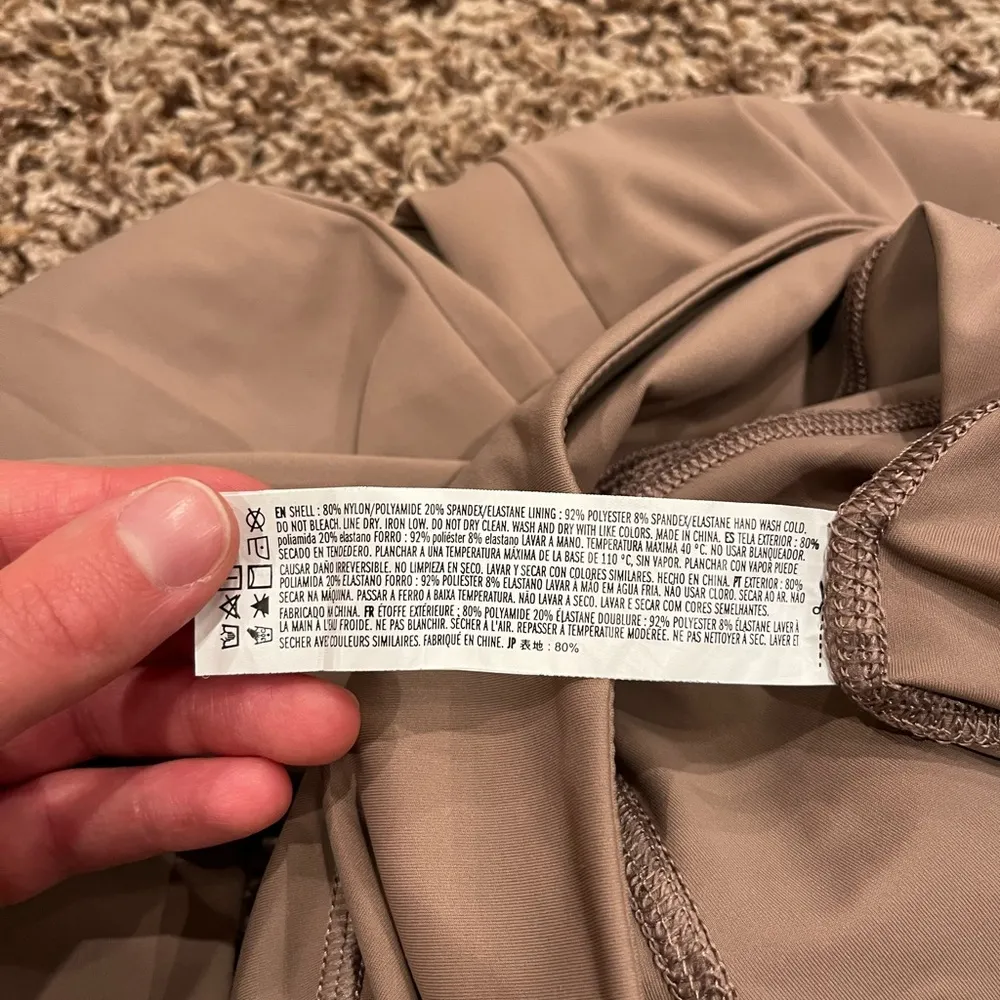 EN SHELL : 80% NYLON/POLYAMIDE 20% SPANDEX/ELASTANE LINING : 92% POLYESTER 8% SPANDEX/ELASTANE HAND WASH COLD.
DO NOT BLEACH. LINE DRY. IRON LOW. DO NOT DRY CLEAN. WASH AND DRY WITH LIKE COLORS. MADE IN CHINA. ES TELA EXTERIOR : 80%
poliamida 20% elastano FORRO : 92% poliéster 8% elastano LAVAR A MANO. TEMPERATURA MÁXIMA 40 °C. NO USAR BLANQUEADOR.
SECADO EN TENDEDERO. PLANCHAR A UNA TEMPERATURA MÁXIMA DE LA BASE DE 110 °C, SIN VAPOR. PLANCHAR CON VAPOR PUEDE
CAUSAR DAÑO IRREVERSIBLE. NO LIMPIEZA EN SECO. LAVAR Y SECAR CON COLORES SIMILARES. HECHO EN CHINA. PT EXTERIOR : 80%
POLIAMIDA 20% ELASTANO FORRO : 92% POLIÉSTER 8% ELASTANO LAVAR À MÃO EM ÁGUA FRIA. NÃO USAR CLORO. SECAR AO AR. NÃO
SECAR NA MÁQUINA. PASSAR A FERRO A BAIXA TEMPERATURA. NÃO LAVAR A SECO. LAVAR E SECAR COM CORES SEMELHANTES.
FABRICADO NA CHINA. FR ÉTOFFE EXTÉRIEURE : 80% POLYAMIDE 20% ÉLASTANE DOUBLURE : 92% POLYESTER 8% ÉLASTANE LAVER À
LA MAIN À L'EAU FROIDE. NE PAS BLANCHIR. SÉCHER À L'AIR. REPASSER À TEMPÉRATURE MODÉRÉE. NE PAS NETTOYER À SEC. LAVER ET
SÉCHER AVEC COULEURS SIMILAIRES. FABRIQUÉ EN CHINE. JP 表地 : 80%